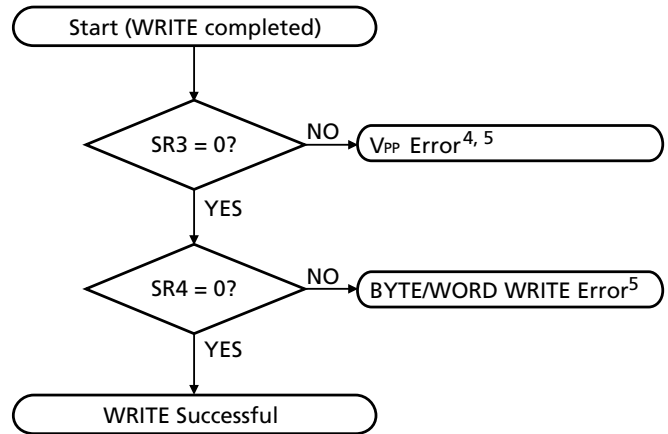 Start (WRITE completed)
SR3 = 0?
NO
VPP Error4, 5
YES
SR4 = 0?
NO
BYTE/WORD WRITE Error5
YES
WRITE Successful